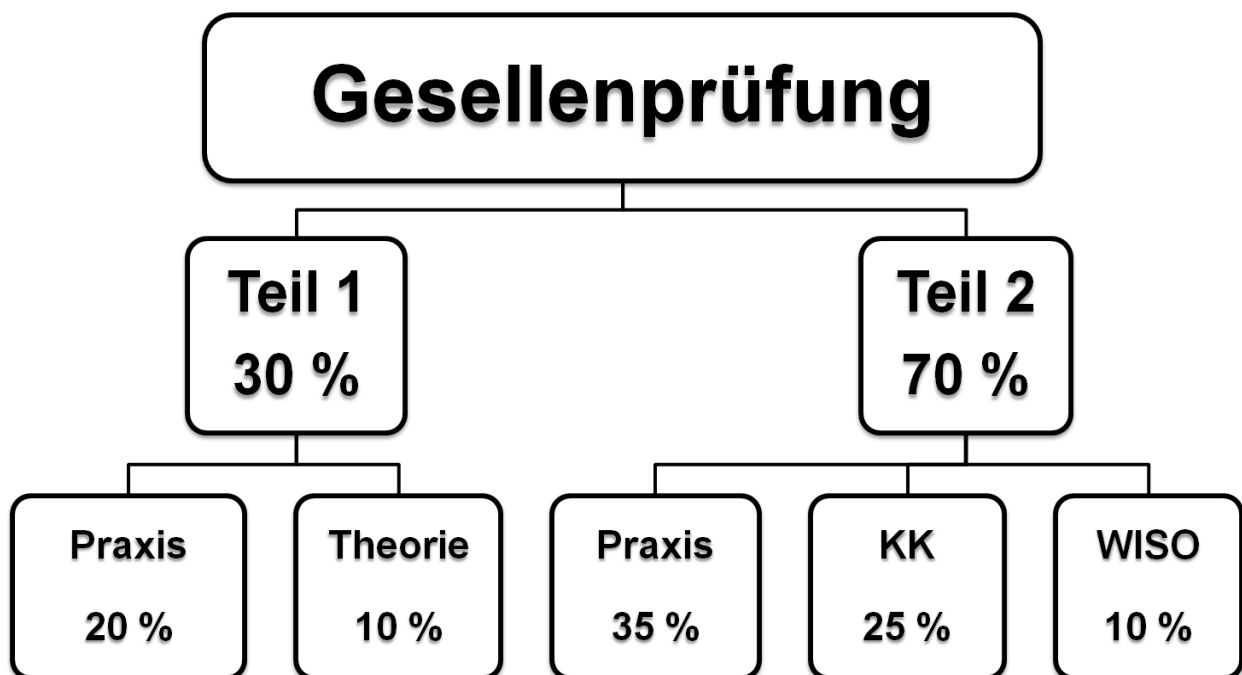 Gesellenprüfung
Teil 1
30 %
Teil 2
70 %
Praxis
20 %
Theorie
10 %
Praxis
35 %
KK
25 %
WISO
10 %